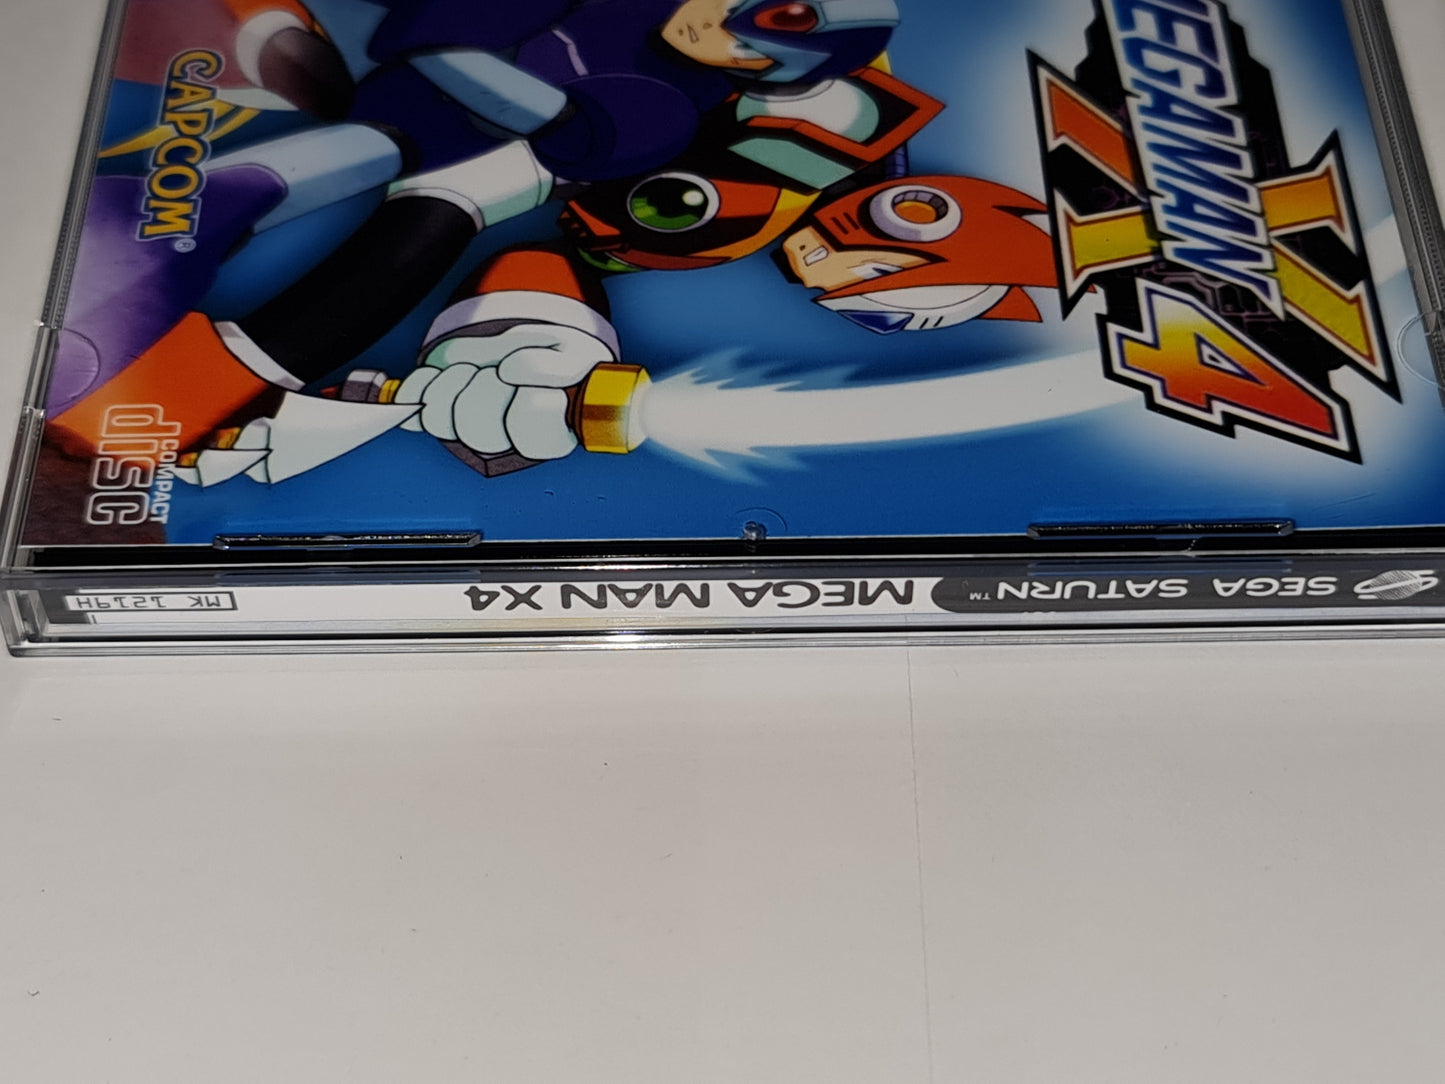 MEGAMAN
X4
CAPCOM®
COMPACT
disc
SEGA SATURN™
MEGA MAN X4
MK 1219H